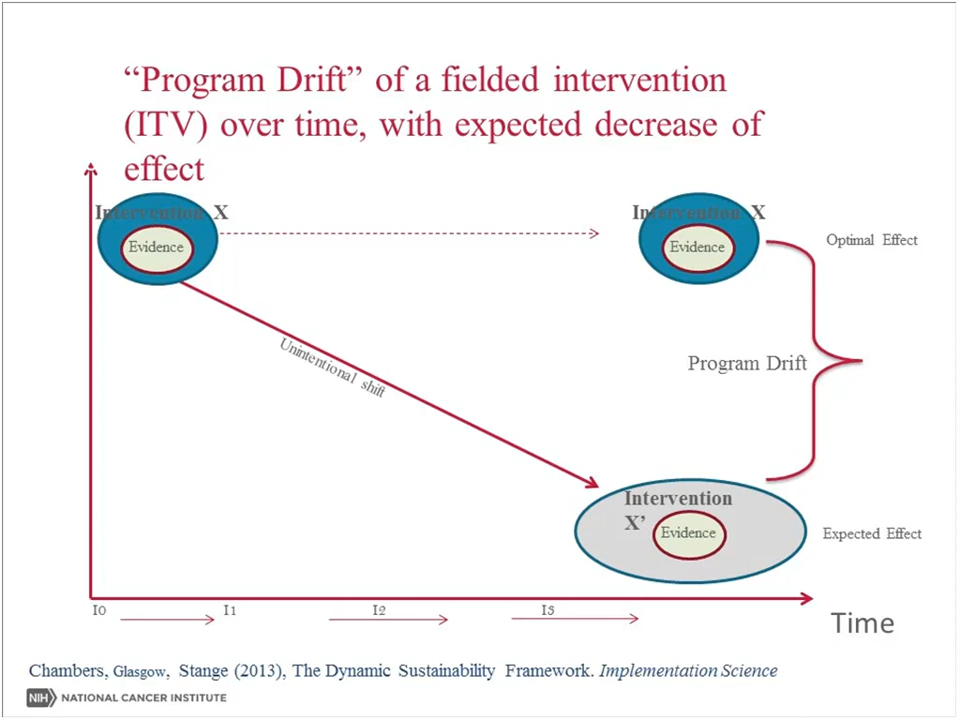 “Program Drift” of a fielded intervention
(ITV) over time, with expected decrease of
effect
Intervention X
Evidence
Intervention X
Evidence
Optimal Effect
Unintentional shift
Program Drift
Intervention
X’
Evidence
Expected Effect
I0 I1 I2 I3
Time
Chambers, Glasgow, Stange (2013), The Dynamic Sustainability Framework. Implementation Science
NIH NATIONAL CANCER INSTITUTE